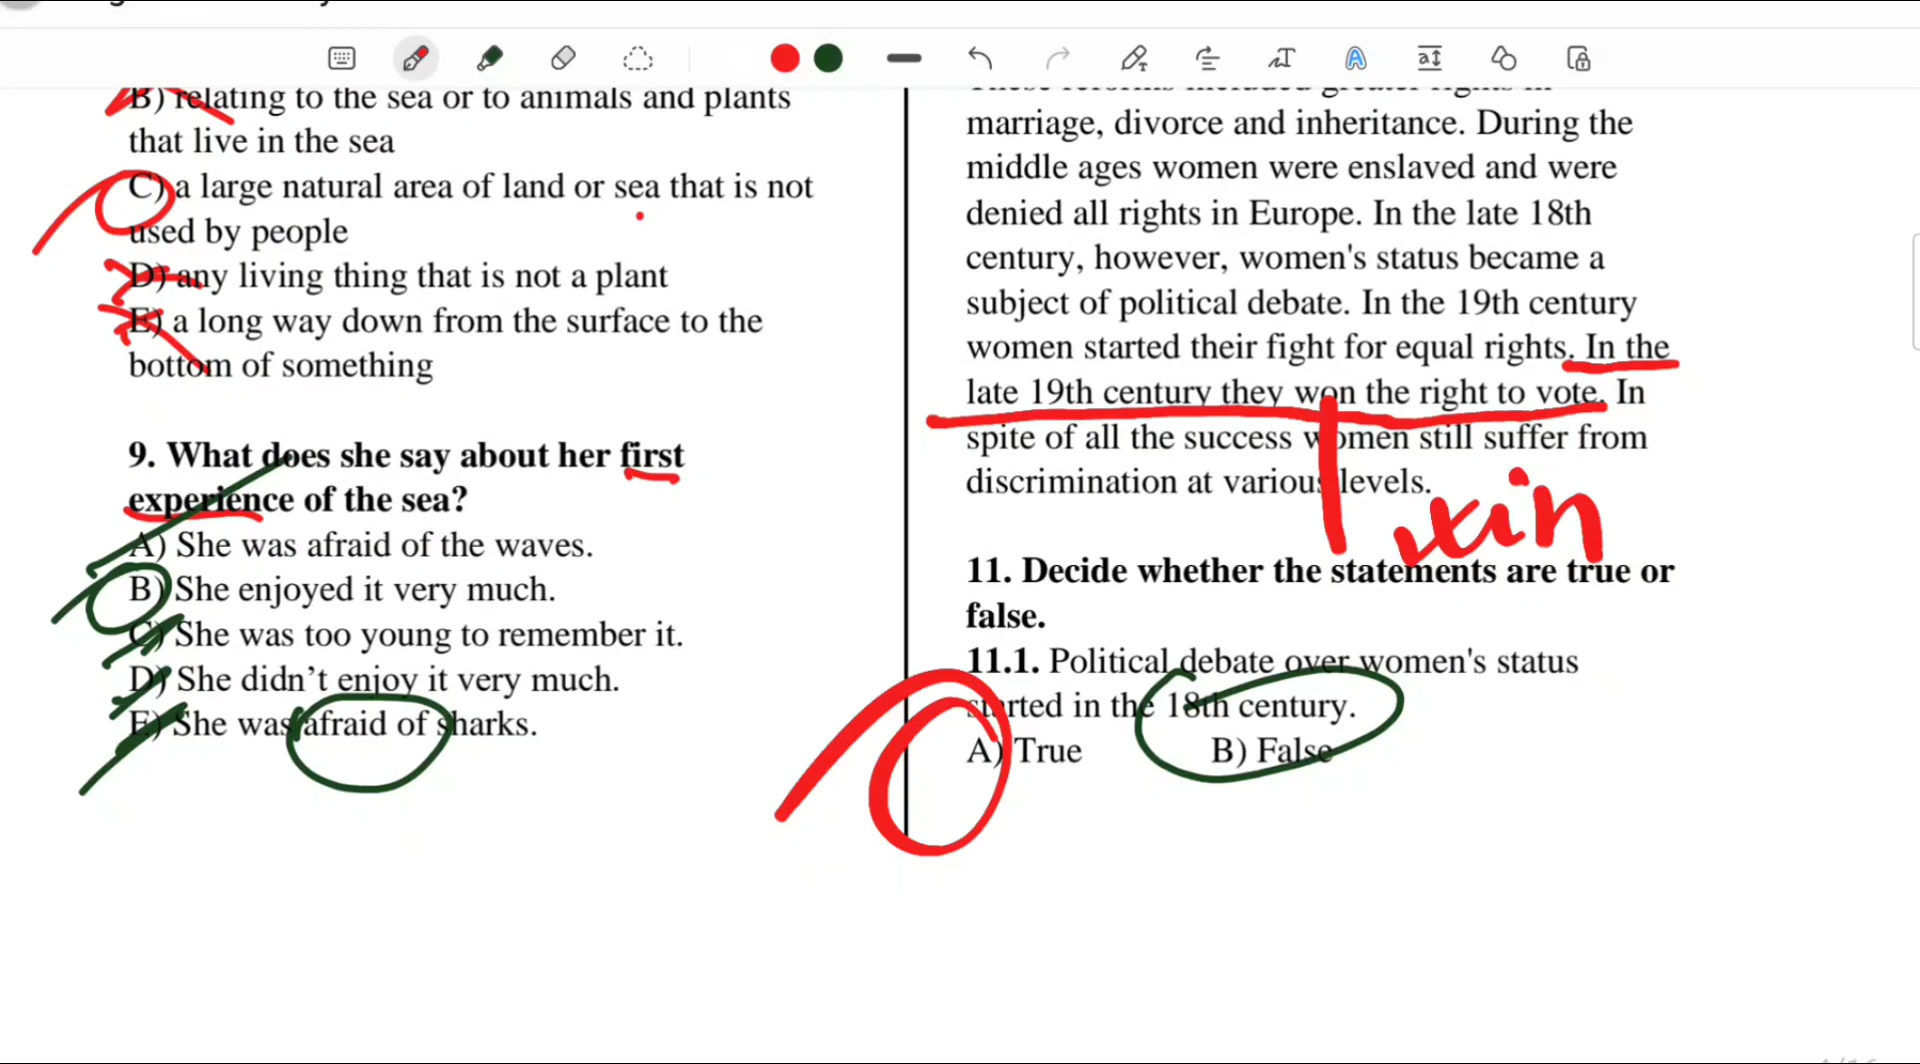 B) relating to the sea or to animals and plants
that live in the sea
C) a large natural area of land or sea that is not
used by people
D) any living thing that is not a plant
E) a long way down from the surface to the
bottom of something
9. What does she say about her first
experience of the sea?
A) She was afraid of the waves.
B) She enjoyed it very much.
C) She was too young to remember it.
D) She didn't enjoy it very much.
E) She was afraid of sharks.
These reforms included greater rights in
marriage, divorce and inheritance. During the
middle ages women were enslaved and were
denied all rights in Europe. In the late 18th
century, however, women's status became a
subject of political debate. In the 19th century
women started their fight for equal rights. In the
late 19th century they won the right to vote. In
spite of all the success women still suffer from
discrimination at various levels.
11. Decide whether the statements are true or
false.
11.1. Political debate over women's status
started in the 18th century.
A) True B) False